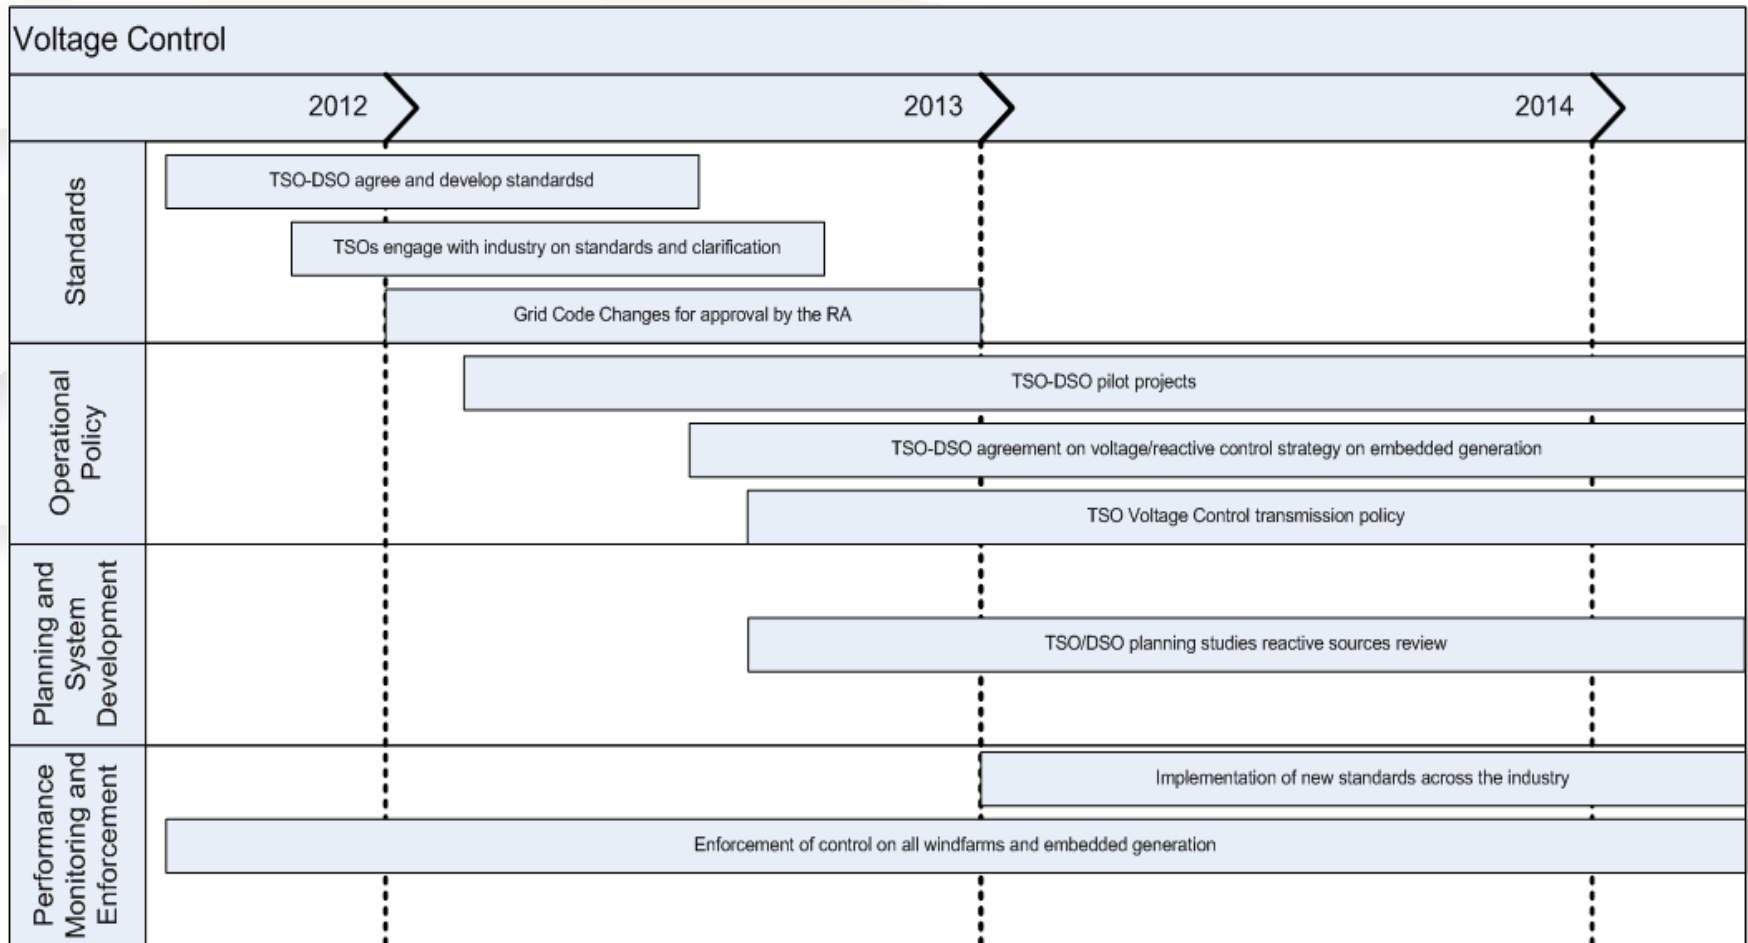 Voltage Control
2012
2013
2014
Standards
TSO-DSO agree and develop standardsd
TSOs engage with industry on standards and clarification
Grid Code Changes for approval by the RA
Operational
Policy
TSO-DSO pilot projects
TSO-DSO agreement on voltage/reactive control strategy on embedded generation
TSO Voltage Control transmission policy
Planning and
System
Development
TSO/DSO planning studies reactive sources review
Performance
Monitoring and
Enforcement
Implementation of new standards across the industry
Enforcement of control on all windfarms and embedded generation